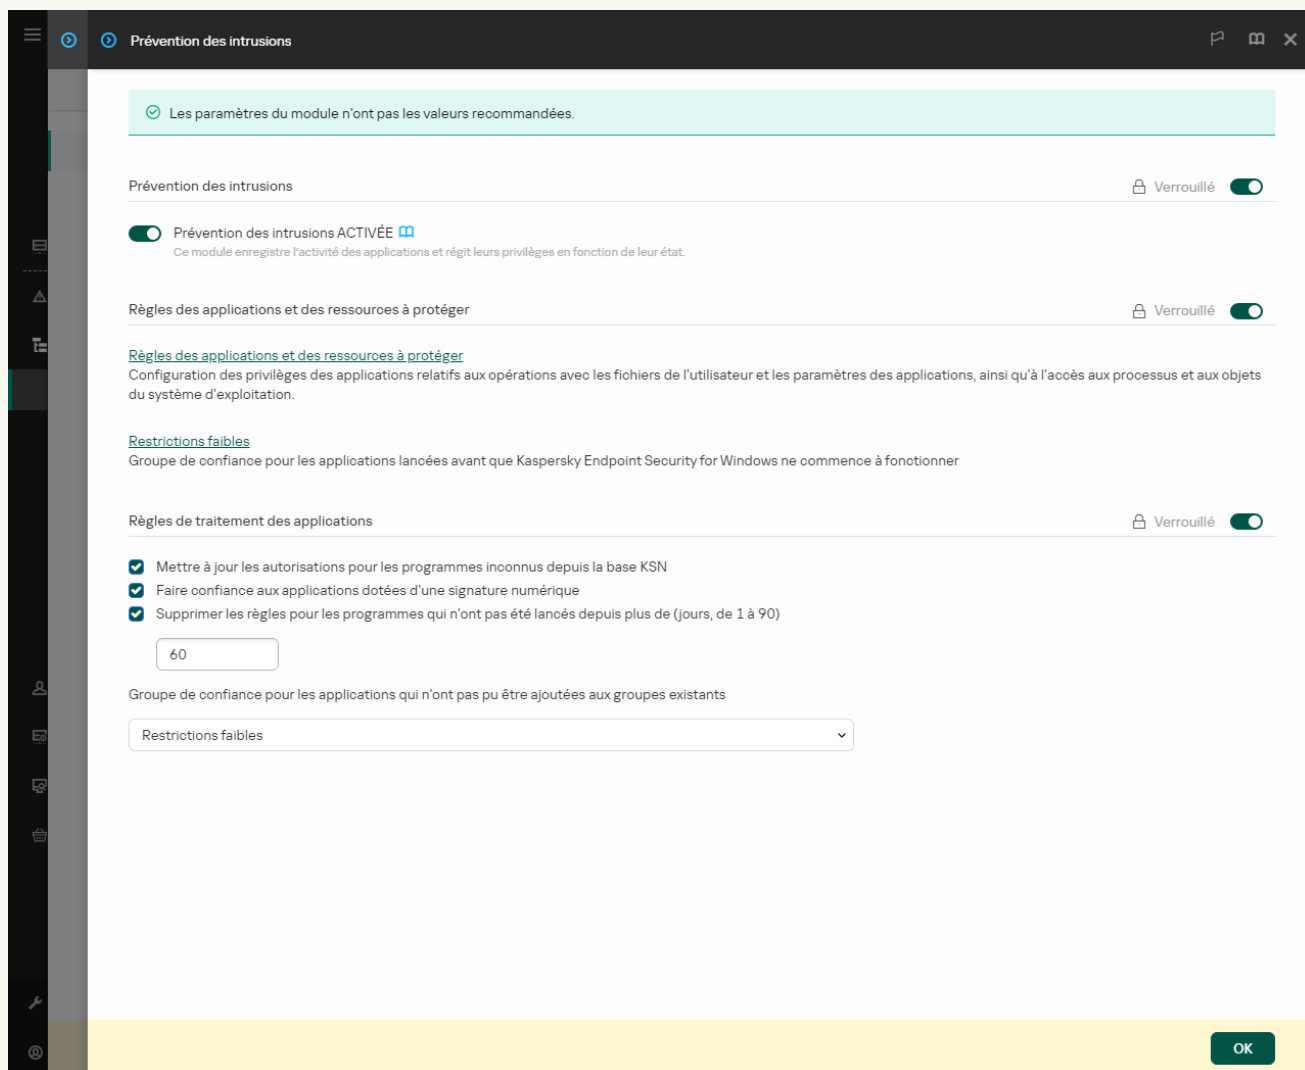 Prévention des intrusions
Les paramètres du module n'ont pas les valeurs recommandées.
Prévention des intrusions
Verrouillé
Prévention des intrusions ACTIVÉE
Ce module enregistre l'activité des applications et régit leurs privilèges en fonction de leur état.
Règles des applications et des ressources à protéger
Verrouillé
Règles des applications et des ressources à protéger
Configuration des privilèges des applications relatifs aux opérations avec les fichiers de l'utilisateur et les paramètres des applications, ainsi qu'à l'accès aux processus et aux objets
du système d'exploitation.
Restrictions faibles
Groupe de confiance pour les applications lancées avant que Kaspersky Endpoint Security for Windows ne commence à fonctionner
Règles de traitement des applications
Verrouillé
Mettre à jour les autorisations pour les programmes inconnus depuis la base KSN
Faire confiance aux applications dotées d'une signature numérique
Supprimer les règles pour les programmes qui n'ont pas été lancés depuis plus de (jours, de 1 à 90)
60
Groupe de confiance pour les applications qui n'ont pas pu être ajoutées aux groupes existants
Restrictions faibles
OK